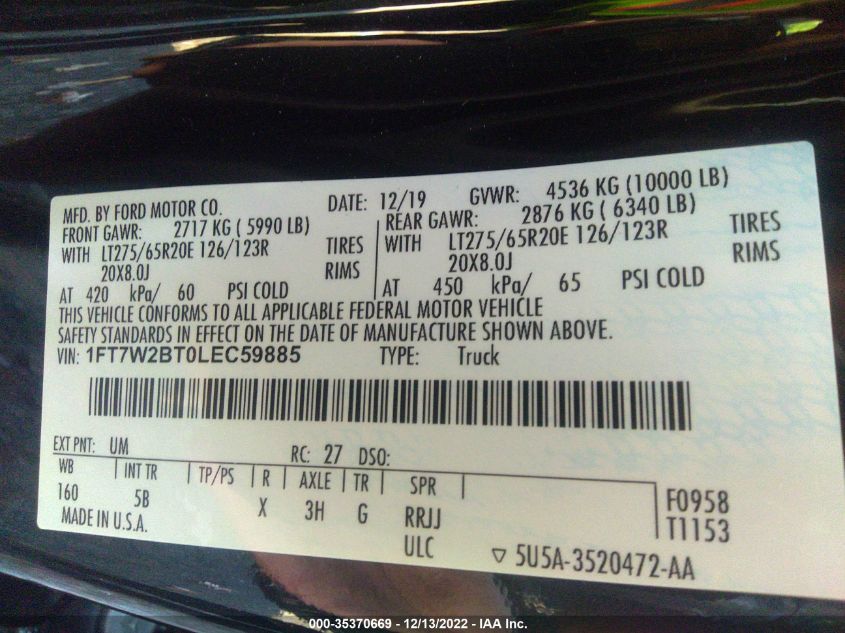 MFD. BY FORD MOTOR CO. DATE: 12/19 GVWR: 4536 KG (10000 LB)
FRONT GAWR: 2717 KG ( 5990 LB) REAR GAWR: 2876 KG ( 6340 LB)
WITH LT275/65R20E 126/123R TIRES WITH LT275/65R20E 126/123R TIRES
20X8.0J RIMS 20X8.0J RIMS
AT 420 kPa/ 60 PSI COLD AT 450 kPa/ 65 PSI COLD
THIS VEHICLE CONFORMS TO ALL APPLICABLE FEDERAL MOTOR VEHICLE
SAFETY STANDARDS IN EFFECT ON THE DATE OF MANUFACTURE SHOWN ABOVE.
VIN: 1FT7W2BT0LEC59885 TYPE: Truck
EXT PNT: UM RC: 27 DSO:
WB INT TR TP/PS R AXLE TR SPR
160 5B X 3H G RRJJ F0958
MADE IN U.S.A. ULC T1153
▽ 5U5A-3520472-AA
000-35370669 - 12/13/2022 - IAA Inc.